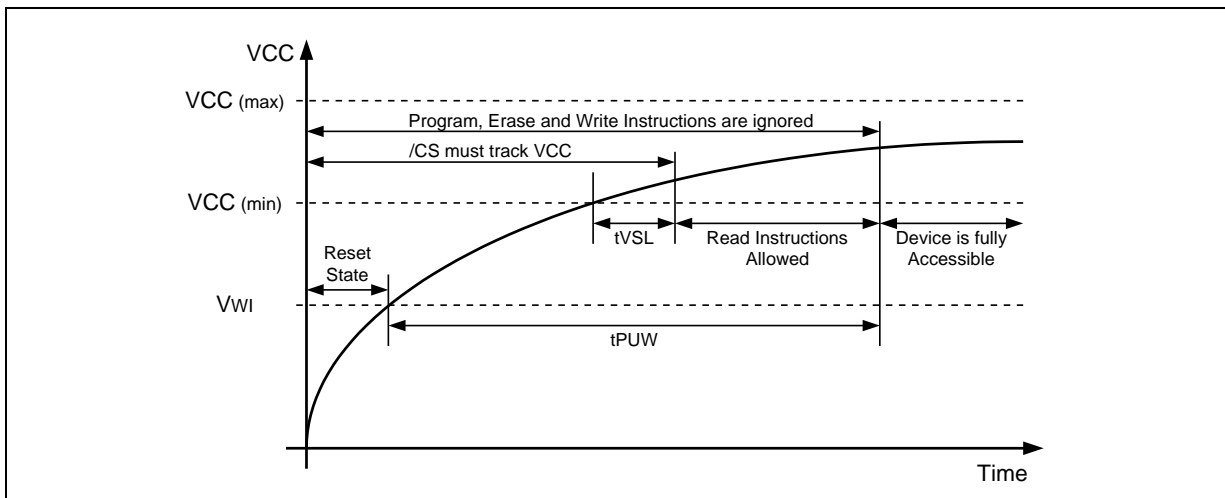 VCC
VCC (max)
Program, Erase and Write Instructions are ignored
/CS must track VCC
VCC (min)
tVSL
Read Instructions
Allowed
Device is fully
Accessible
Reset
State
VWI
tPUW
Time